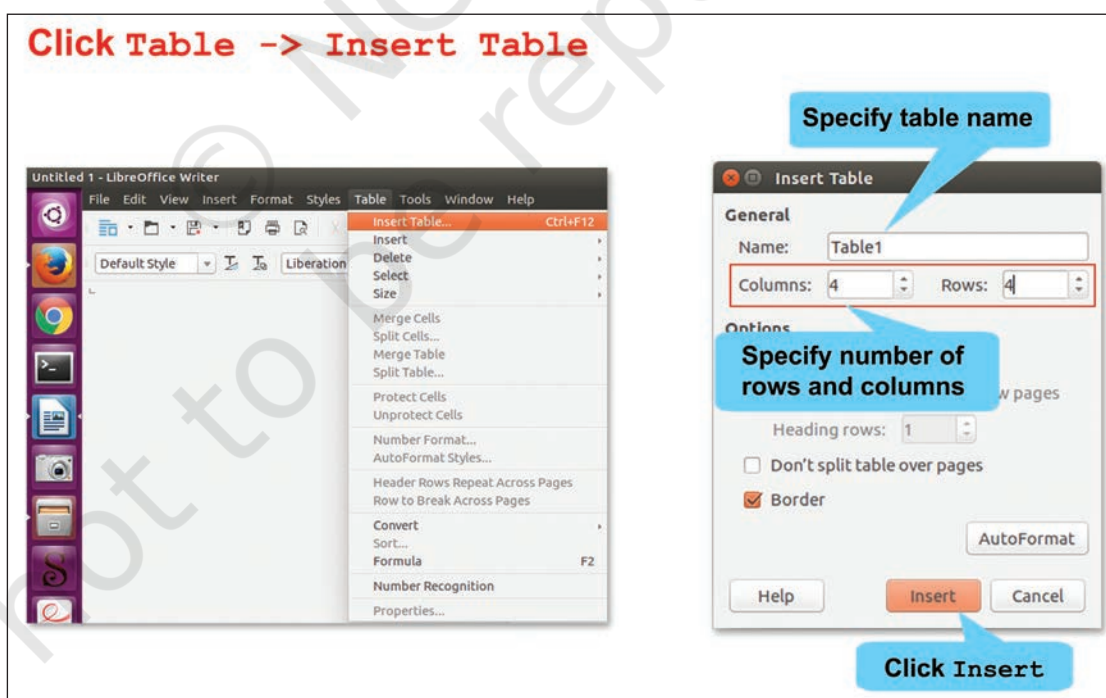 Click Table -> Insert Table
Specify table name
Untitled 1 - LibreOffice Writer
File Edit View Insert Format Styles Table Tools Window Help
Default Style
Liberation
Insert Table... Ctrl+F12
Insert
Delete
Select
Size
Merge Cells
Split Cells...
Merge Table
Split Table...
Protect Cells
Unprotect Cells
Number Format...
AutoFormat Styles...
Header Rows Repeat Across Pages
Row to Break Across Pages
Convert
Sort...
Formula F2
Number Recognition
Properties...
Insert Table
General
Name: Table1
Columns: 4 Rows: 4
Options
Specify number of
rows and columns
pages
Heading rows: 1
Don't split table over pages
Border
AutoFormat
Help Insert Cancel
Click Insert
not to be rep